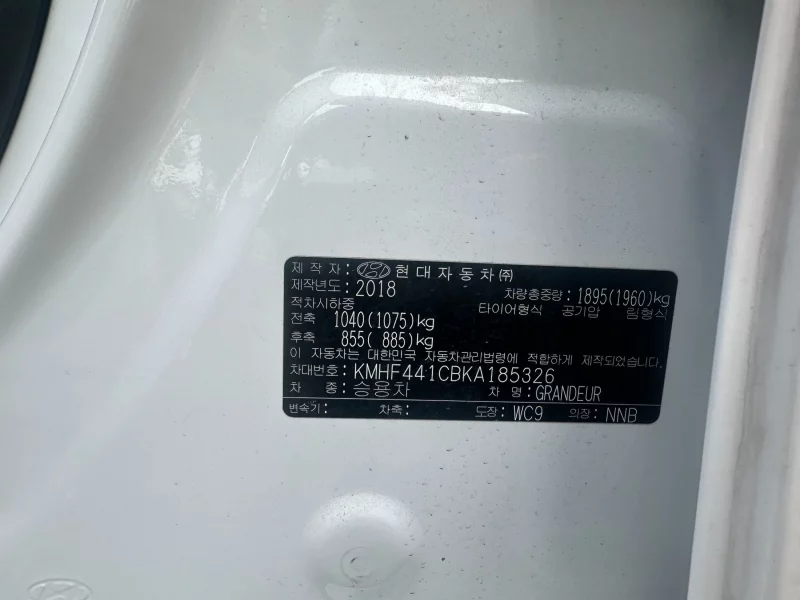 제 작 자 : 현대자동차㈜
제작년도 : 2018 차량총중량 : 1895(1960)kg
적차시하중 타이어형식 공기압 림형식
전축 1040(1075)kg
후축 855( 885)kg
이 자동차는 대한민국 자동차관리법령에 적합하게 제작되었습니다.
차대번호 : KMHF441CBKA185326
차 종 : 승용차 차 명 : GRANDEUR
변속기 : 차축 : 도장 : WC9 의장 : NNB